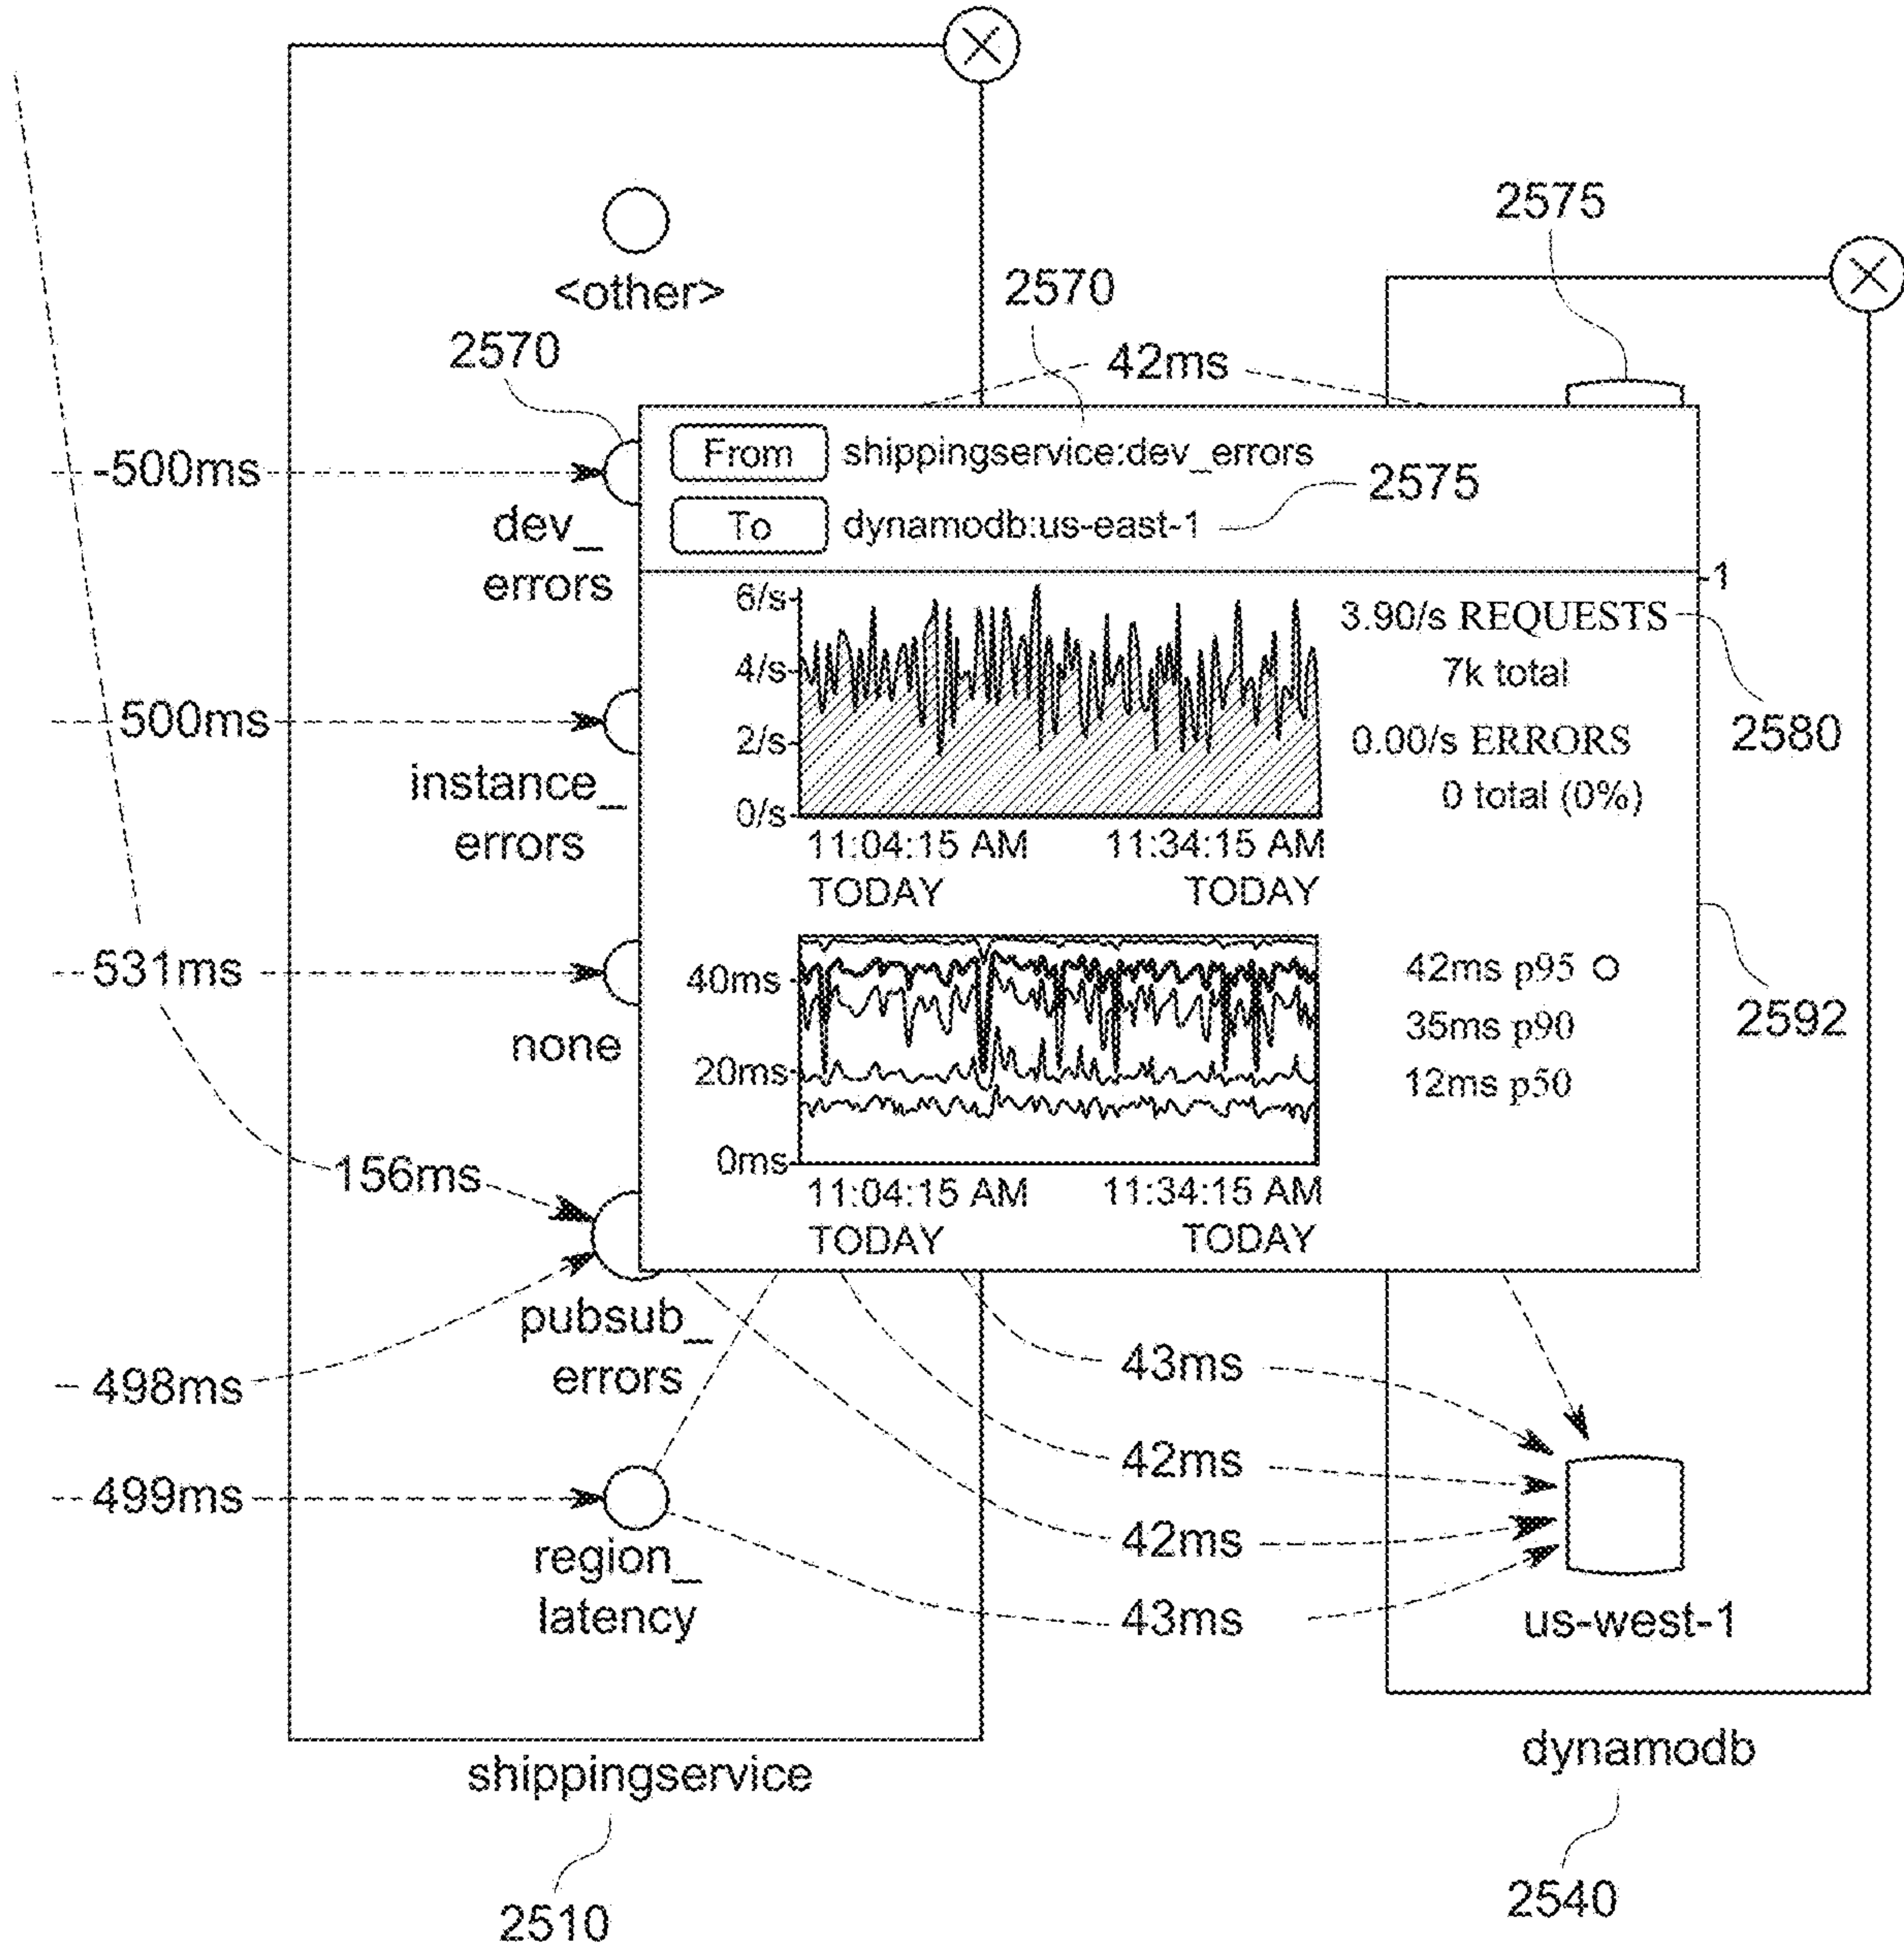 2575
<other>
2570
2570
42ms
From shippingservice:dev_errors
-500ms
2575
To dynamodb:us-east-1
dev_
errors
-1
6/s
3.90/s REQUESTS
4/s
7k total
500ms
2/s
0.00/s ERRORS
2580
instance_
errors
0/s
0 total (0%)
11:04:15 AM 11:34:15 AM
TODAY TODAY
531ms
40ms
42ms p95
none
35ms p90
2592
20ms
12ms p50
0ms
156ms
11:04:15 AM 11:34:15 AM
TODAY TODAY
pubsub_
errors
43ms
498ms
42ms
499ms
42ms
region_
latency
43ms
us-west-1
shippingservice
dynamodb
2510
2540